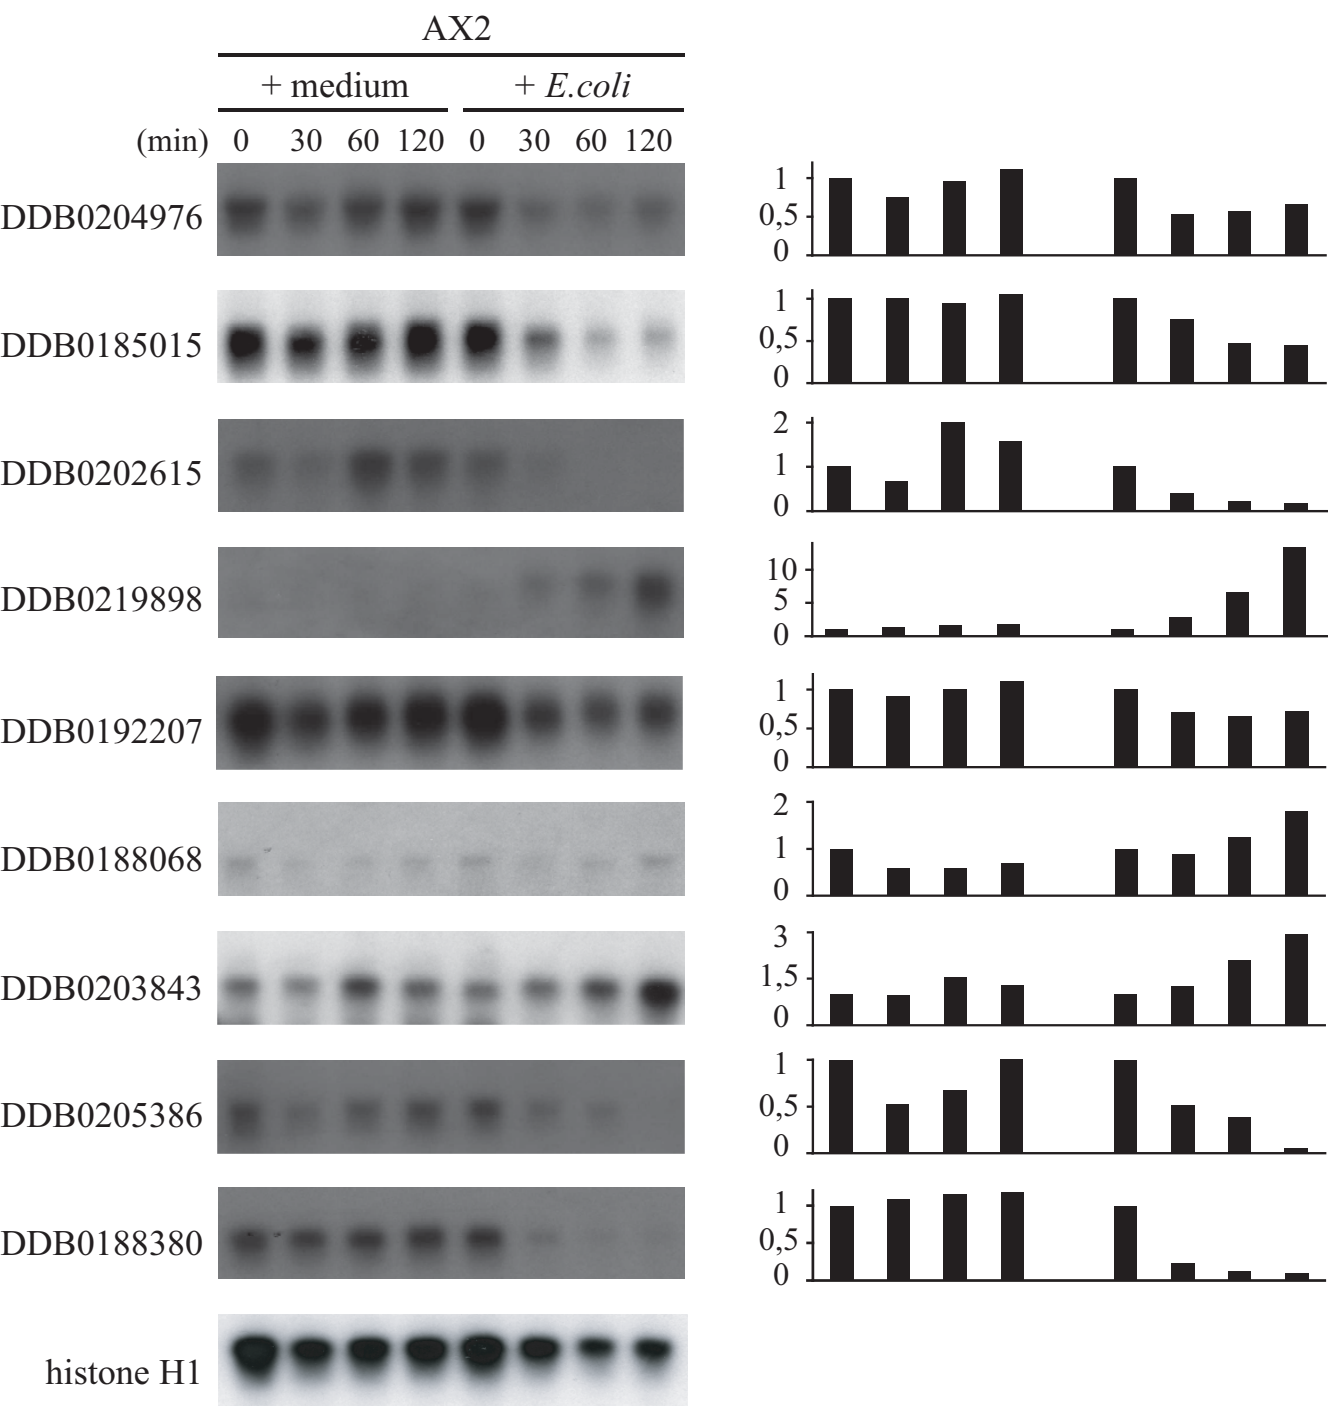 AX2
+ medium + E.coli
(min) 0 30 60 120 0 30 60 120
DDB0204976 1 0,5 0
DDB0185015 1 0,5 0
DDB0202615 2 1 0
DDB0219898 10 5 0
DDB0192207 1 0,5 0
DDB0188068 2 1 0
DDB0203843 3 1,5 0
DDB0205386 1 0,5 0
DDB0188380 1 0,5 0
histone H1